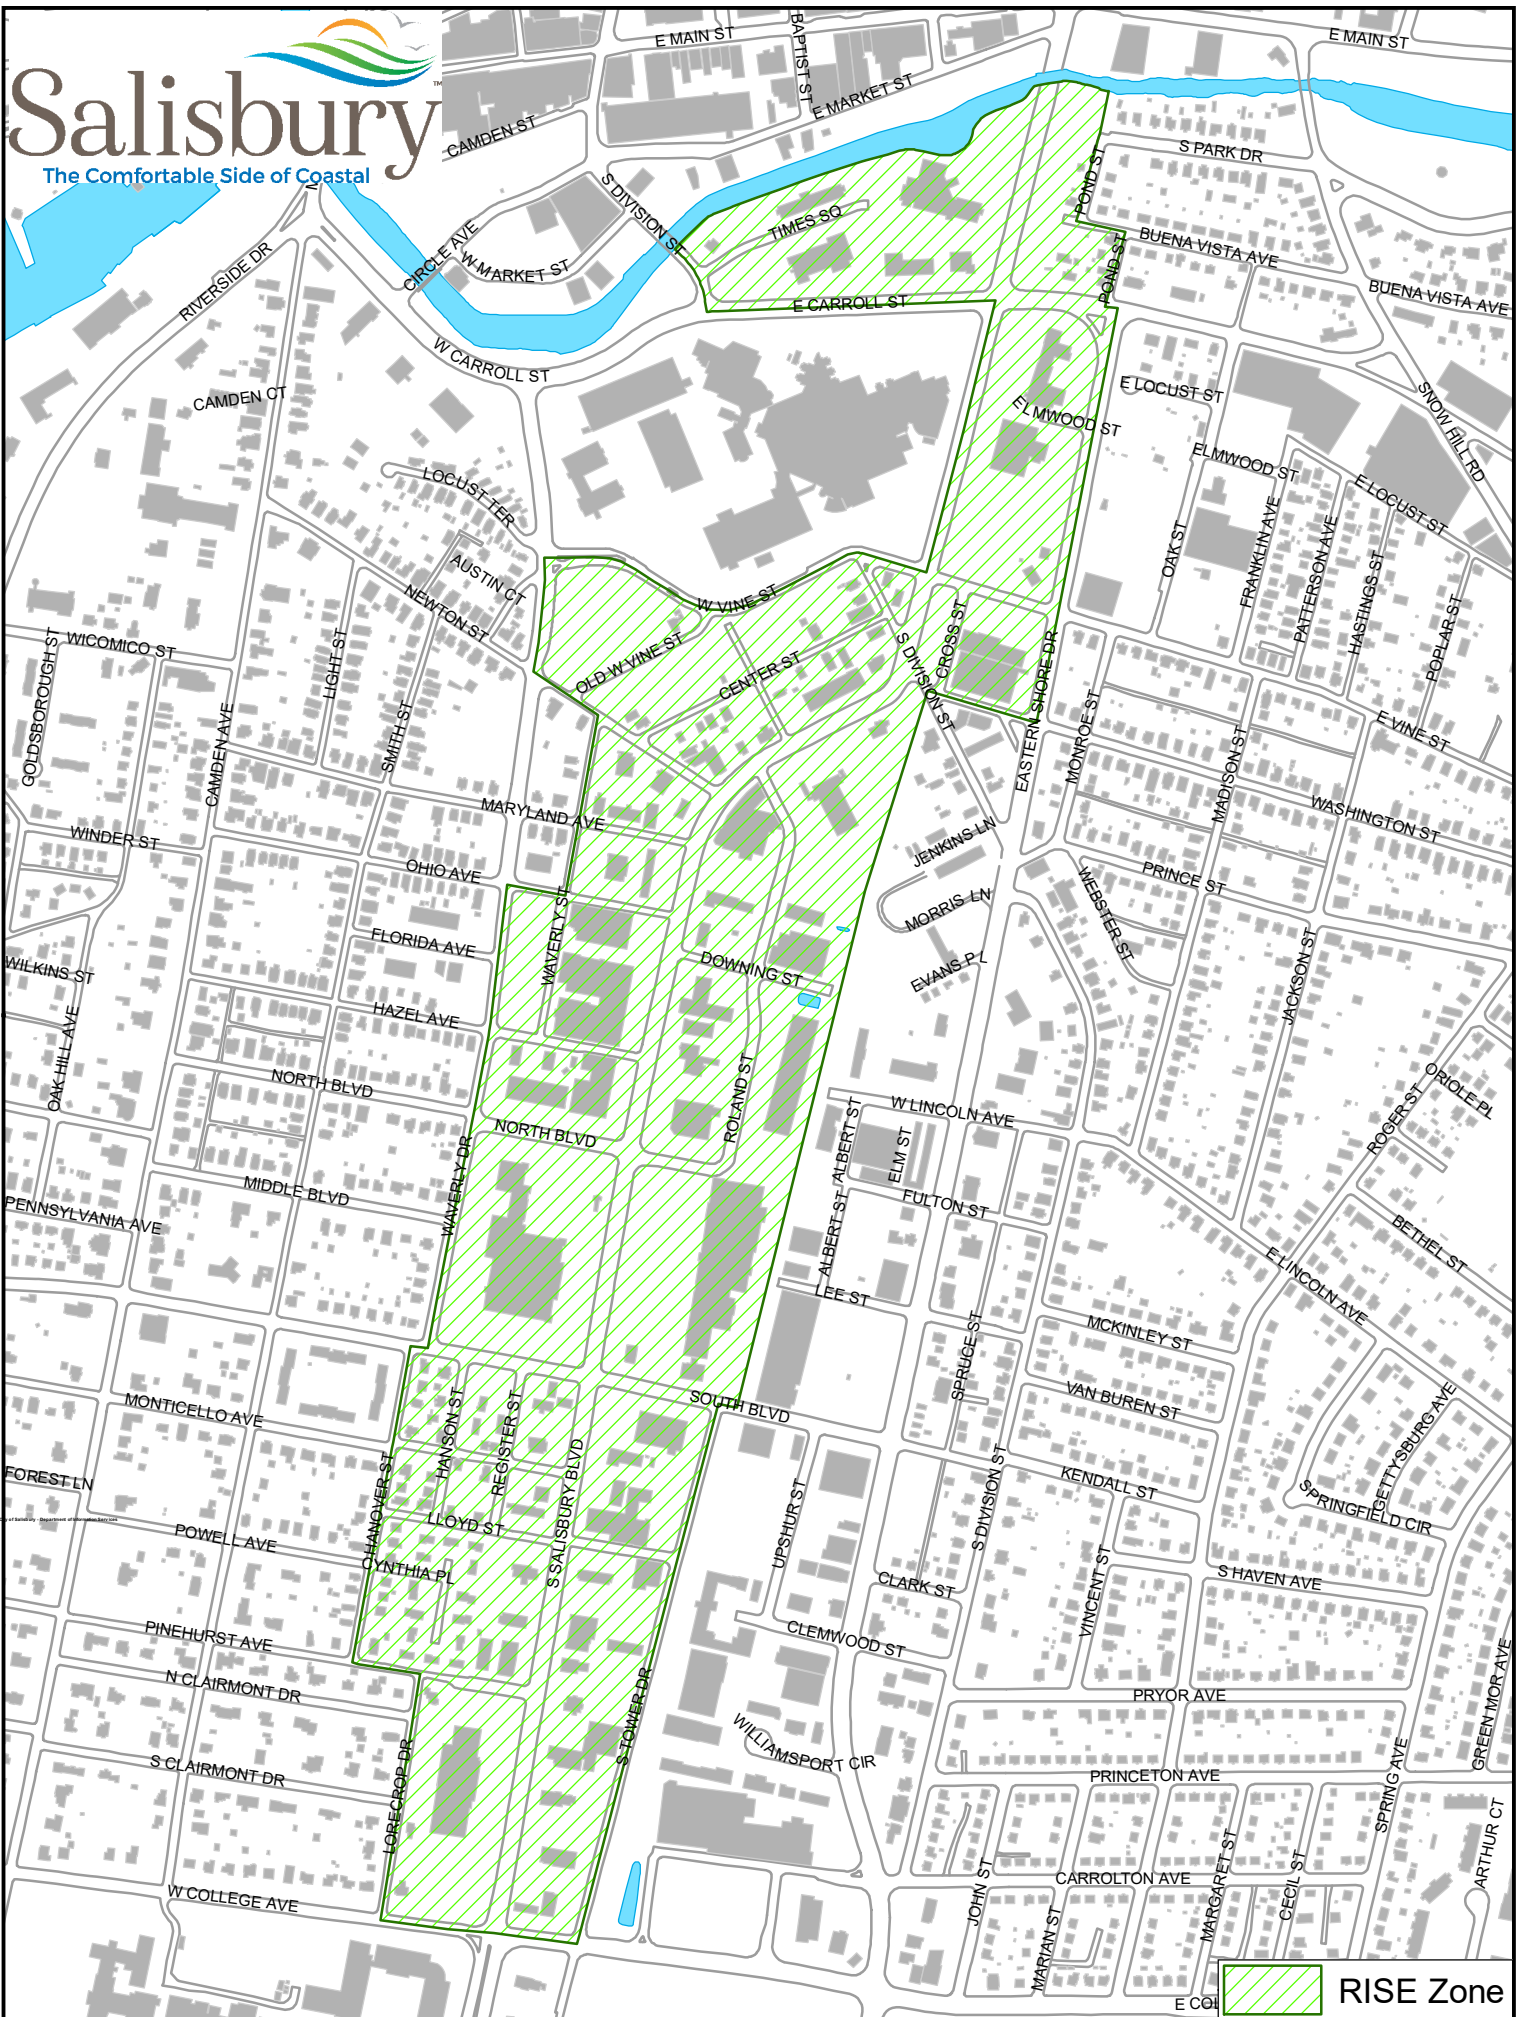 E MAIN ST
BAPTIST ST
E MAIN ST
Salisbury™
The Comfortable Side of Coastal
E MARKET ST
CAMDEN ST
S PARK DR
POND ST
S DIVISION ST
TIMES SQ
CIRCLE AVE
W MARKET ST
RIVERSIDE DR
BUENA VISTA AVE
POND ST
BUENA VISTA AVE
E CARROLL ST
W CARROLL ST
CAMDEN CT
E LOCUST ST
ELMWOOD ST
SNOW HILL RD
ELMWOOD ST
LOCUST TER
E LOCUST ST
OAK ST
FRANKLIN AVE
PATTERSON AVE
HASTINGS ST
POPLAR ST
AUSTIN CT
NEWTON ST
W VINE ST
OLD W VINE ST
CENTER ST
S DIVISION ST
CROSS ST
EASTERN SHORE DR
WICOMICO ST
GOLDSBOROUGH ST
LIGHT ST
SMITH ST
CAMDEN AVE
MONROE ST
MADISON ST
E VINE ST
WASHINGTON ST
MARYLAND AVE
WINDER ST
OHIO AVE
JENKINS LN
MORRIS LN
EVANS PL
PRINCE ST
WEBSTER ST
JACKSON ST
FLORIDA AVE
WAVERLY ST
DOWNING ST
WILKINS ST
OAK HILL AVE
HAZEL AVE
NORTH BLVD
ROLAND ST
W LINCOLN AVE
ALBERT ST
ELM ST
ORIOLE PL
ROGER ST
NORTH BLVD
WAVERLY DR
MIDDLE BLVD
PENNSYLVANIA AVE
FULTON ST
ALBERT ST
BETHEL ST
E LINCOLN AVE
LEE ST
MCKINLEY ST
SPRUCE ST
VAN BUREN ST
GETTYSBURG AVE
SOUTH BLVD
MONTICELLO AVE
HANSON ST
REGISTER ST
S SALISBURY BLVD
KENDALL ST
SPRINGFIELD CIR
FOREST LN
City of Salisbury - Department of Information Services
POWELL AVE
HANOVER ST
LLOYD ST
CYNTHIA PL
UPSHUR ST
S DIVISION ST
CLARK ST
VINCENT ST
S HAVEN AVE
PINEHURST AVE
CLEMWOOD ST
N CLAIRMONT DR
PRYOR AVE
GREEN MOR AVE
S TOWER DR
WILLIAMSPORT CIR
S CLAIRMONT DR
LORECROP DR
PRINCETON AVE
SPRING AVE
ARTHUR CT
CARROLTON AVE
MARGARET ST
CECIL ST
JOHN ST
MARIAN ST
W COLLEGE AVE
E COL
RISE Zone